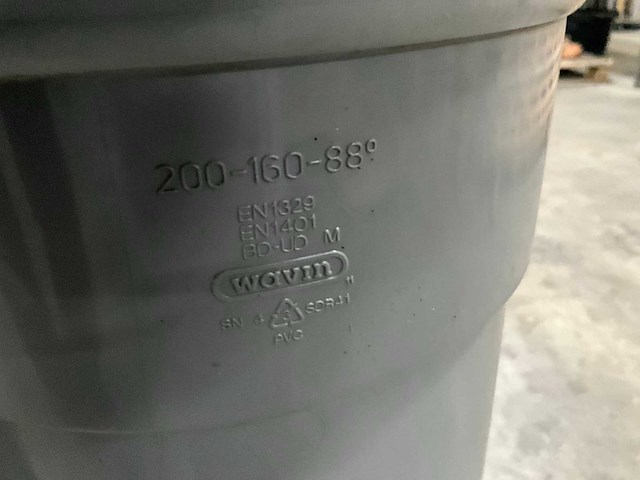 200-160-88º
EN1329
EN1401
BD-UD M
wavin
SN 4 SDR41
PVC